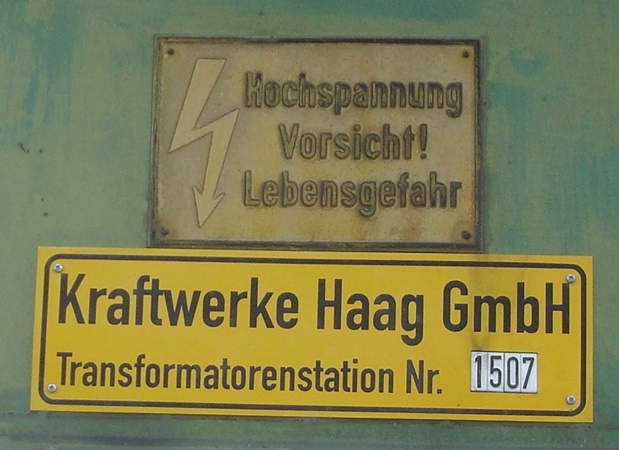 Hochspannung
Vorsicht!
Lebensgefahr
Kraftwerke Haag GmbH
Transformatorenstation Nr. 1507